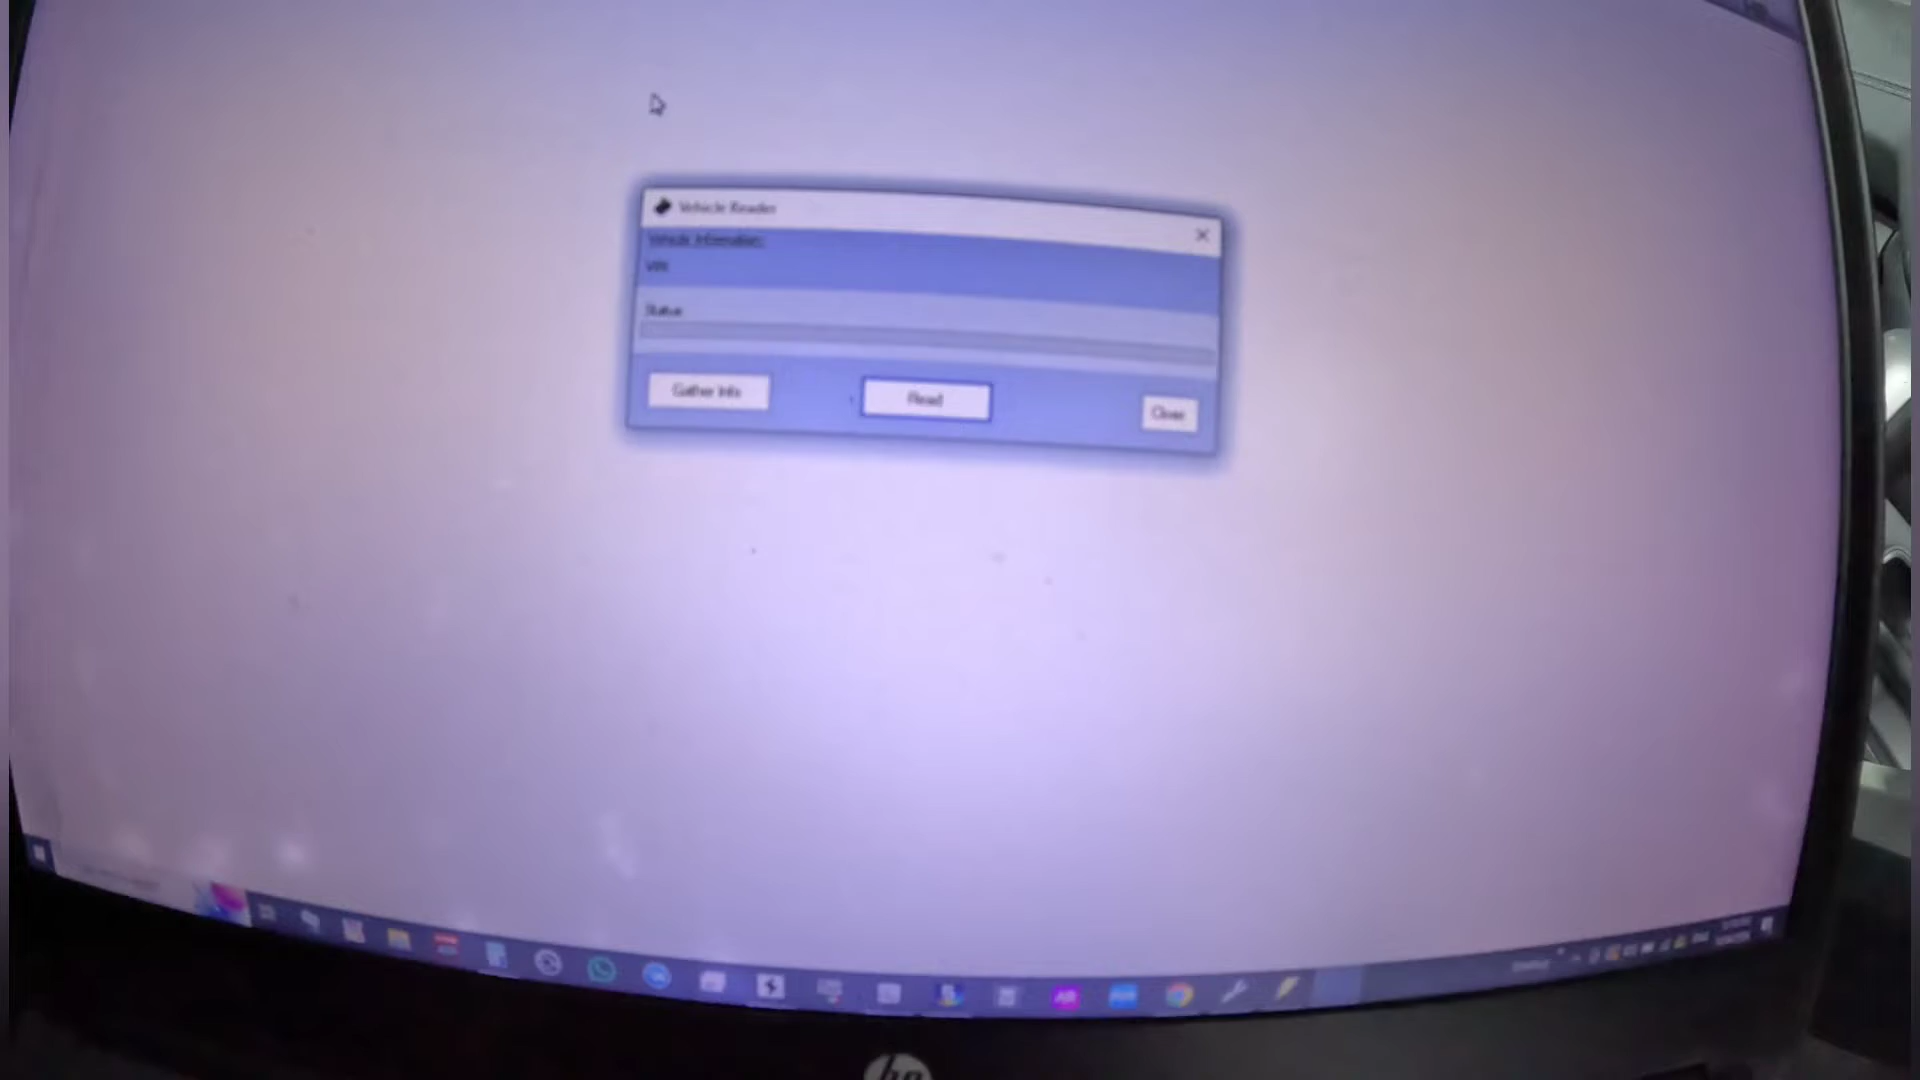 Vehicle Reader
Vehicle Information:
VIN:
Status
Gather Info
Read
Close
hp